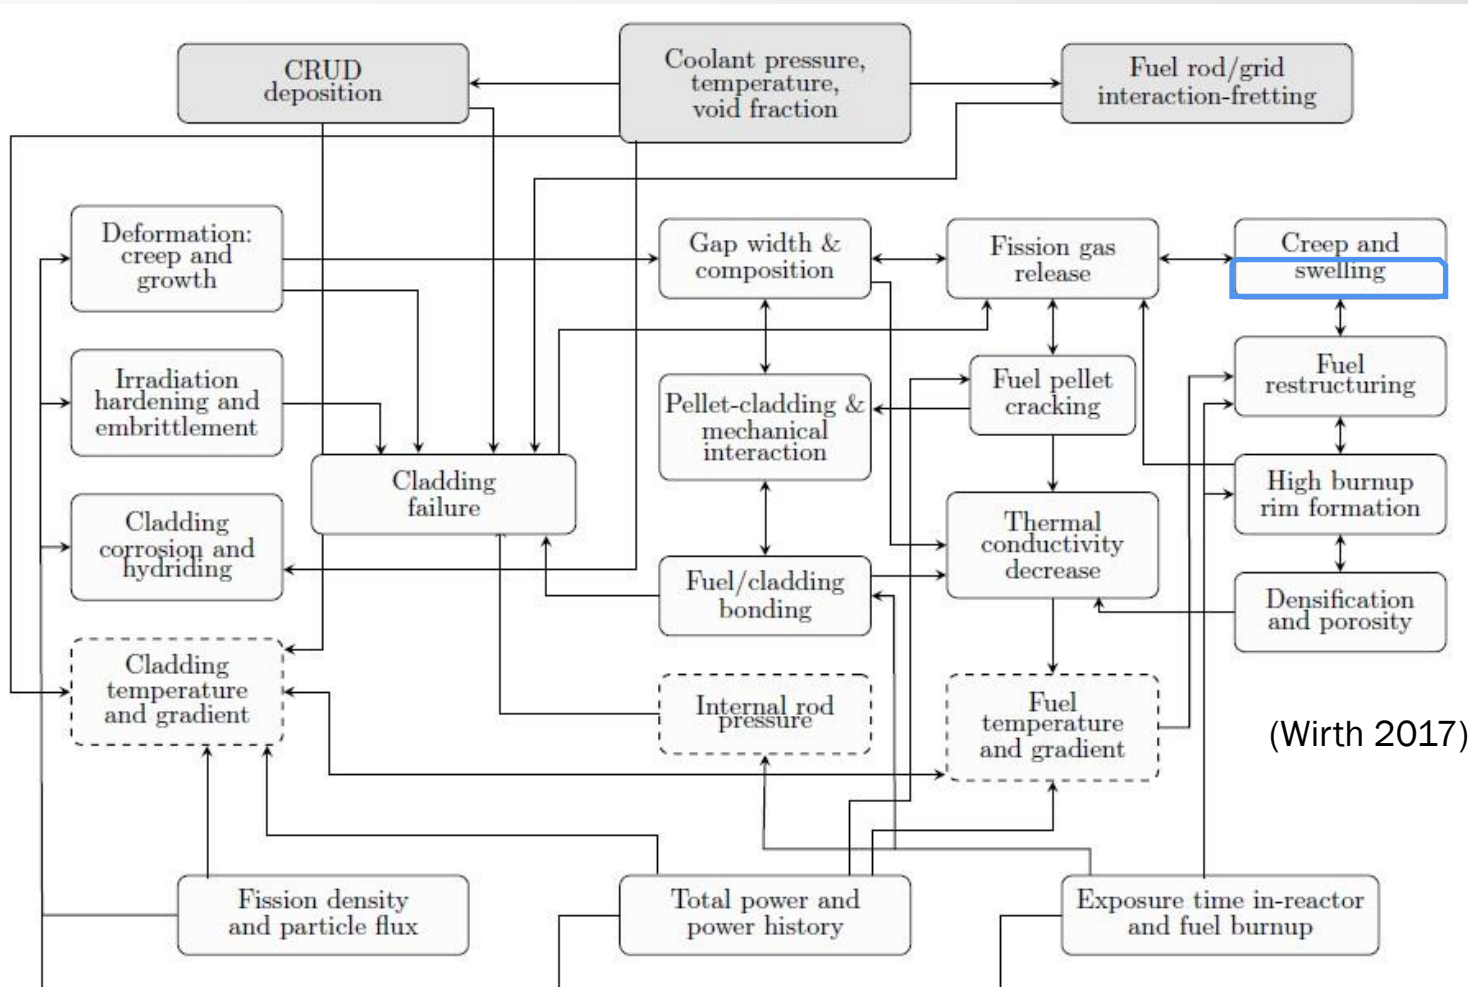 CRUD
deposition
Coolant pressure,
temperature,
void fraction
Fuel rod/grid
interaction-fretting
Deformation:
creep and
growth
Gap width &
composition
Fission gas
release
Creep and
swelling
Irradiation
hardening and
embrittlement
Pellet-cladding &
mechanical
interaction
Fuel pellet
cracking
Fuel
restructuring
Cladding
failure
High burnup
rim formation
Cladding
corrosion and
hydriding
Thermal
conductivity
decrease
Fuel/cladding
bonding
Densification
and porosity
Cladding
temperature
and gradient
Internal rod
pressure
Fuel
temperature
and gradient
(Wirth 2017)
Fission density
and particle flux
Total power and
power history
Exposure time in-reactor
and fuel burnup